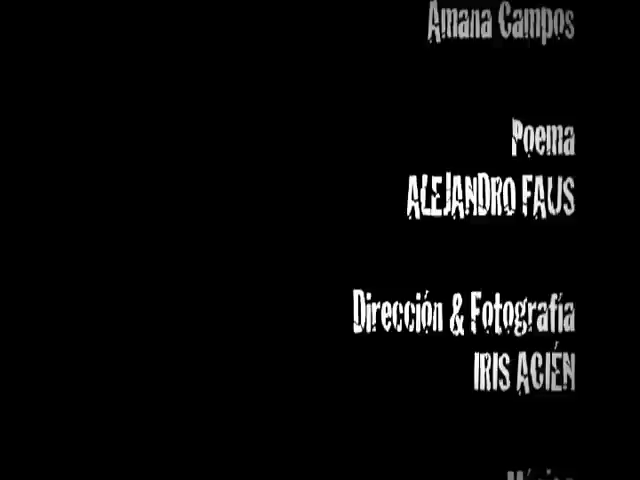 Amana Campos
Poema
ALEJANDRO FAUS
Dirección & Fotografía
IRIS ACIÉN